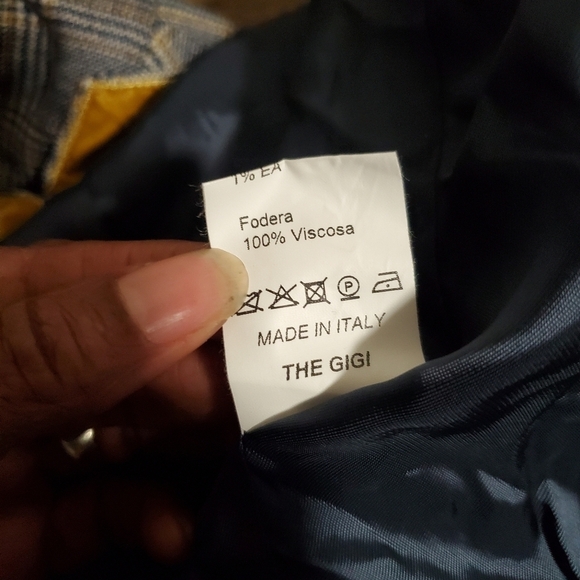 1% EA
Fodera
100% Viscosa
P
MADE IN ITALY
THE GIGI